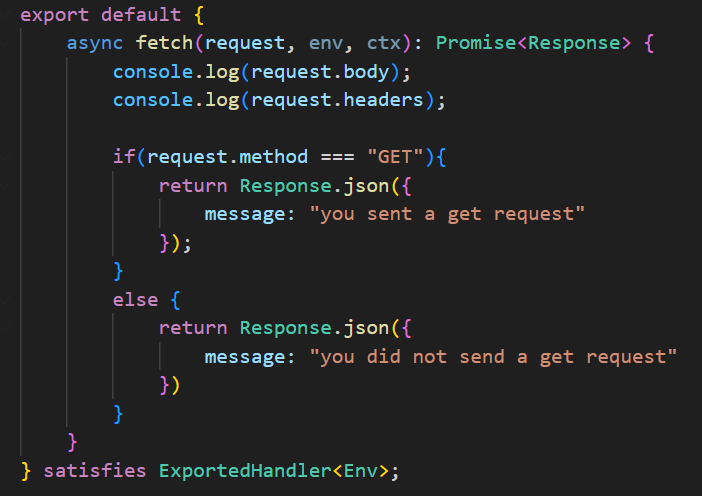 export default {
    async fetch(request, env, ctx): Promise<Response> {
        console.log(request.body);
        console.log(request.headers);

        if(request.method === "GET"){
            return Response.json({
                message: "you sent a get request"
            });
        }
        else {
            return Response.json({
                message: "you did not send a get request"
            })
        }
    }
} satisfies ExportedHandler<Env>;